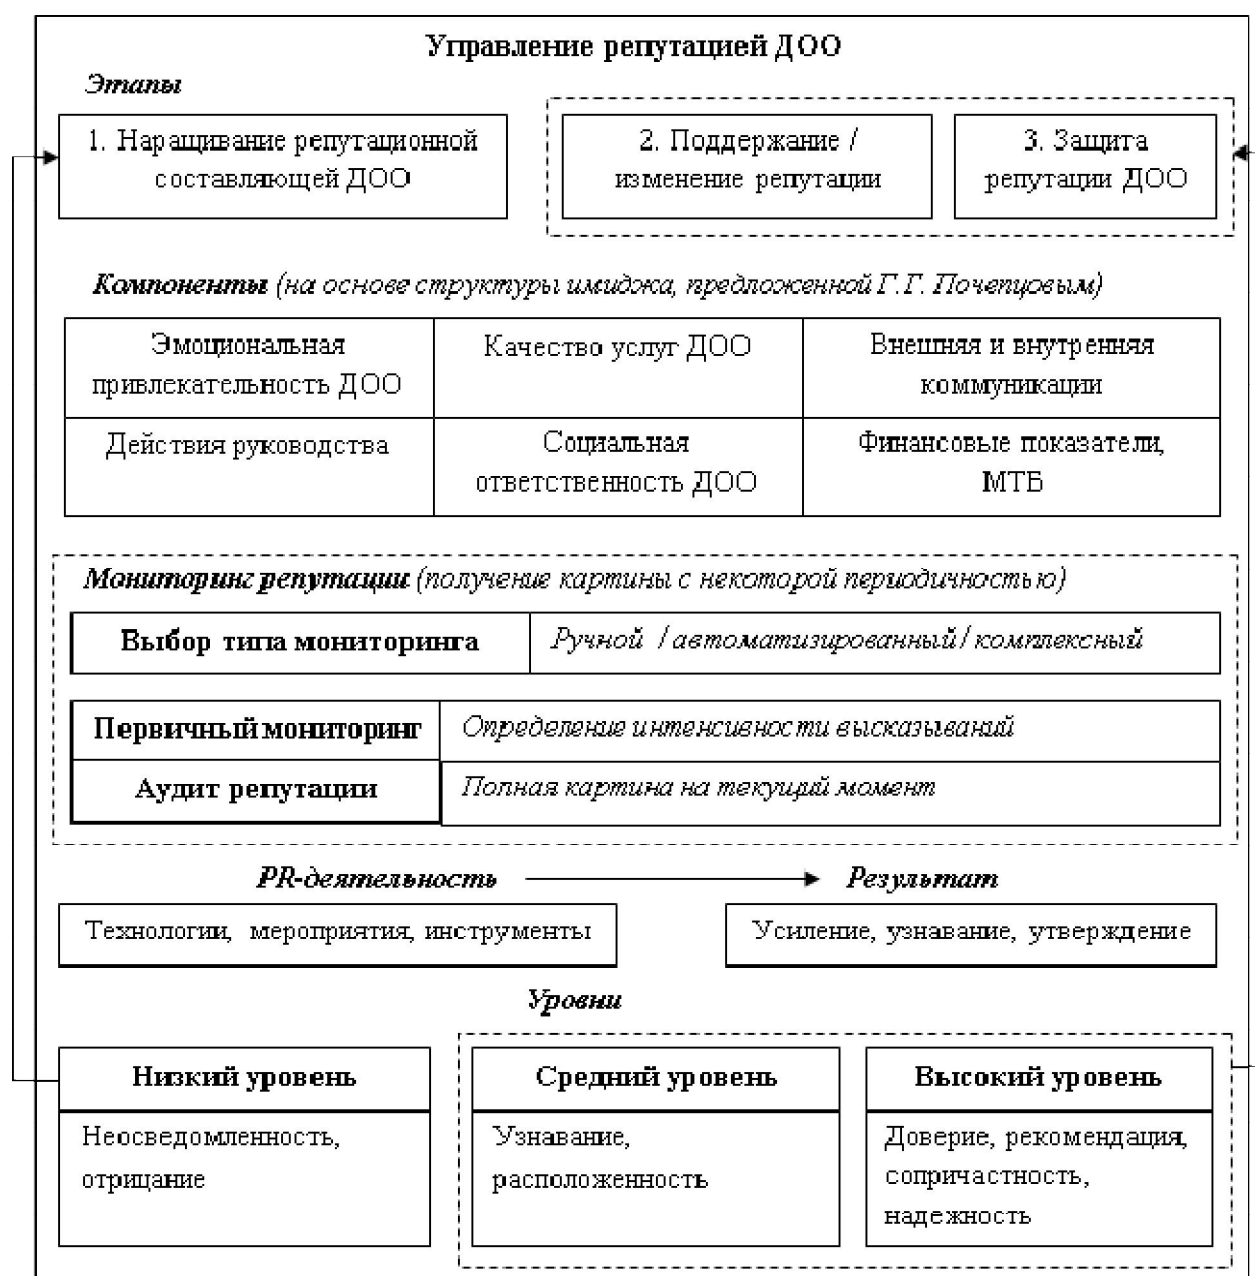 Управление репутацией ДОО
Этапы
1. Наращивание репутационной
составляющей ДОО
2. Поддержание /
изменение репутации
3. Защита
репутации ДОО
Компоненты (на основе структуры имиджа, предложенной Г.Г. Почепцовым)
Эмоциональная
привлекательность ДОО
Качество услуг ДОО
Внешняя и внутренняя
коммуникации
Действия руководства
Социальная
ответственность ДОО
Финансовые показатели,
МТБ
Мониторинг репутации (получение картины с некоторой периодичностью)
Выбор типа мониторинга
Ручной / автоматизированный / комплексный
Первичный мониторинг
Определение интенсивности высказываний
Аудит репутации
Полная картина на текущий момент
PR-деятельность
Результат
Технологии, мероприятия, инструменты
Усиление, узнавание, утверждение
Уровни
Низкий уровень
Средний уровень
Высокий уровень
Неосведомленность,
отрицание
Узнавание,
расположенность
Доверие, рекомендация,
сопричастность,
надежность